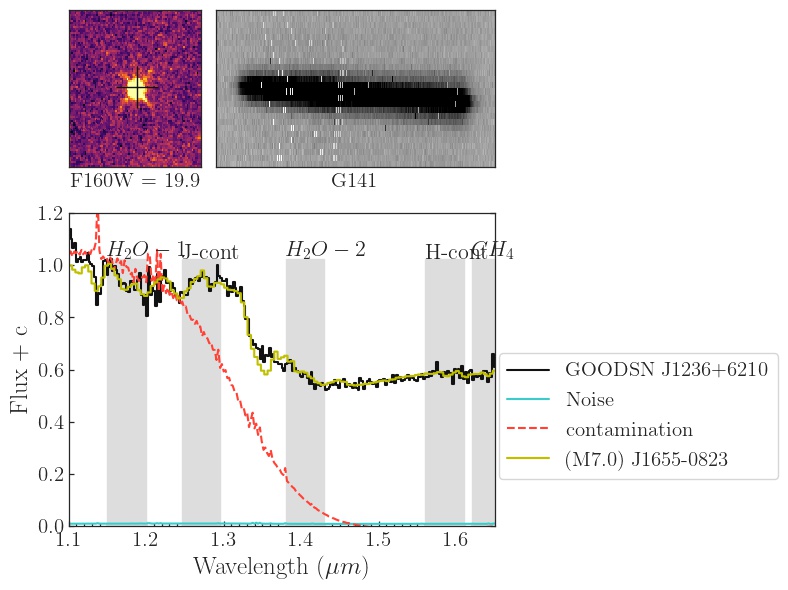 F160W = 19.9
G141
H₂O − 1
J-cont
H₂O − 2
H-cont
CH₄
1.2
1.0
0.8
0.6
0.4
0.2
0.0
Flux + c
1.1
1.2
1.3
1.4
1.5
1.6
Wavelength (μm)
GOODSN J1236+6210
Noise
contamination
(M7.0) J1655-0823